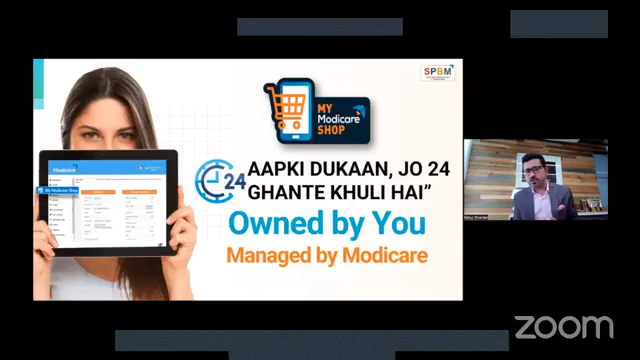 SPBM
MY
Modicare
SHOP
24
AAPKI DUKAAN, JO 24
GHANTE KHULI HAI”
Owned by You
Managed by Modicare
Modicare
My Modicare Shop
zoom